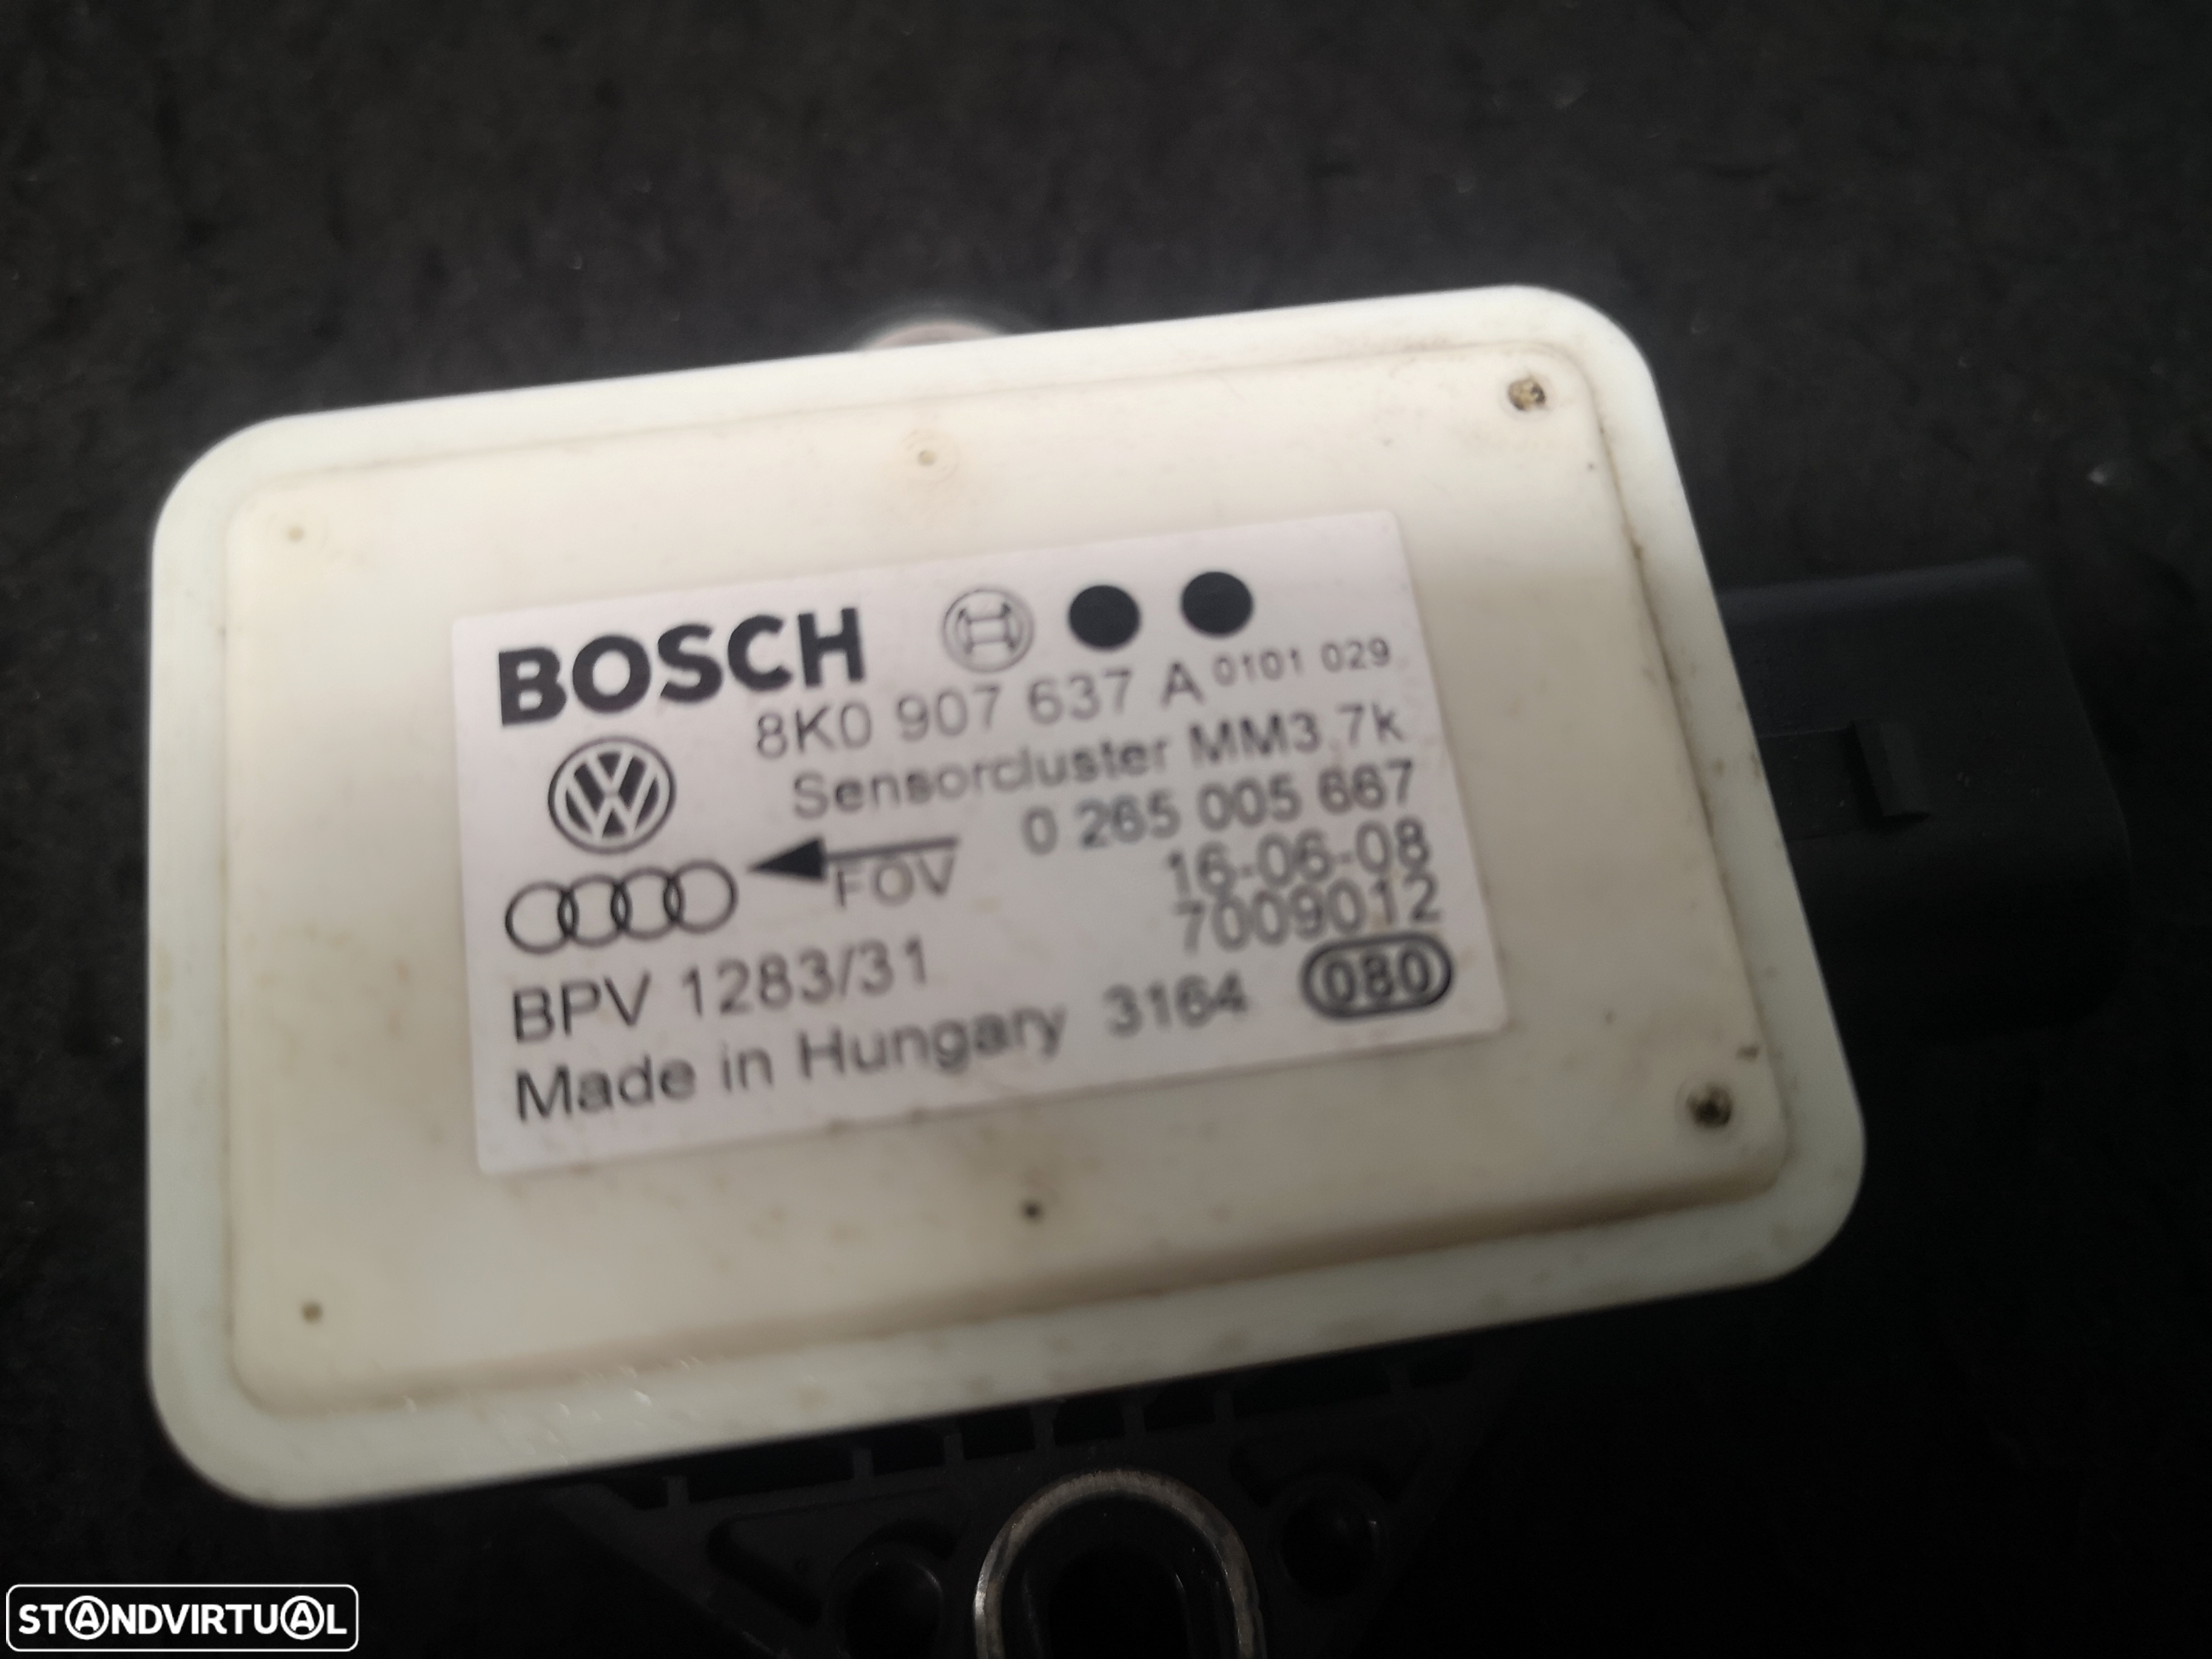 BOSCH
8K0 907 637 A 0101 029
Sensorcluster MM3.7k
0 265 005 667
FOV
16-06-08
7009012
BPV 1283/31
Made in Hungary 3164 080
STANDVIRTUAL